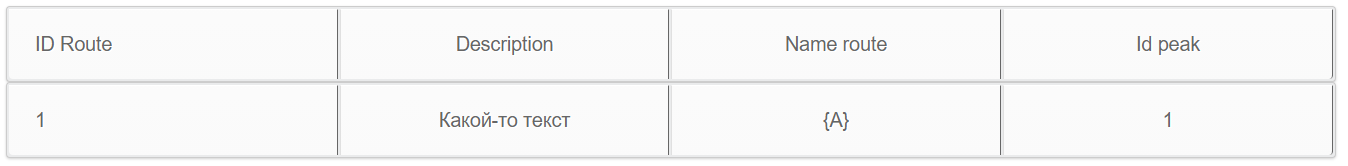 ID Route Description Name route Id peak
1 Какой-то текст {A} 1